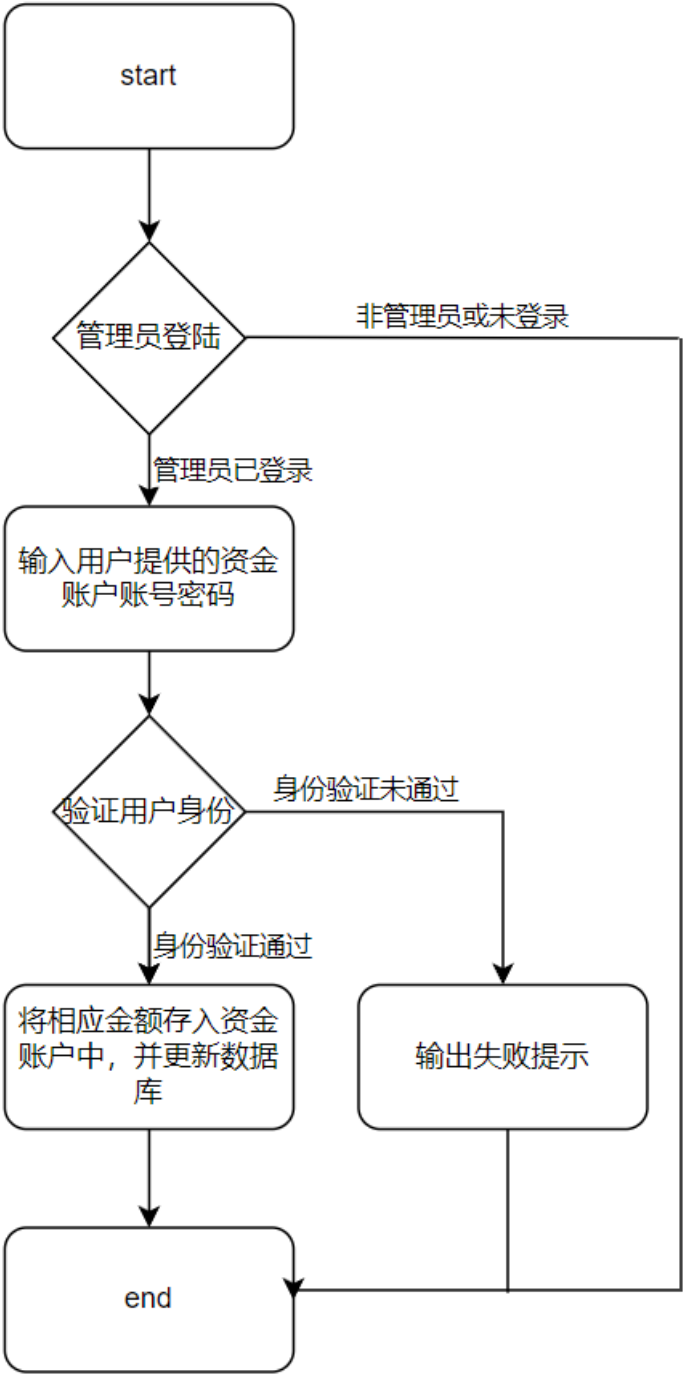 start
管理员登陆
非管理员或未登录
管理员已登录
输入用户提供的资金
账户账号密码
验证用户身份
身份验证未通过
身份验证通过
将相应金额存入资金
账户中，并更新数据
库
输出失败提示
end